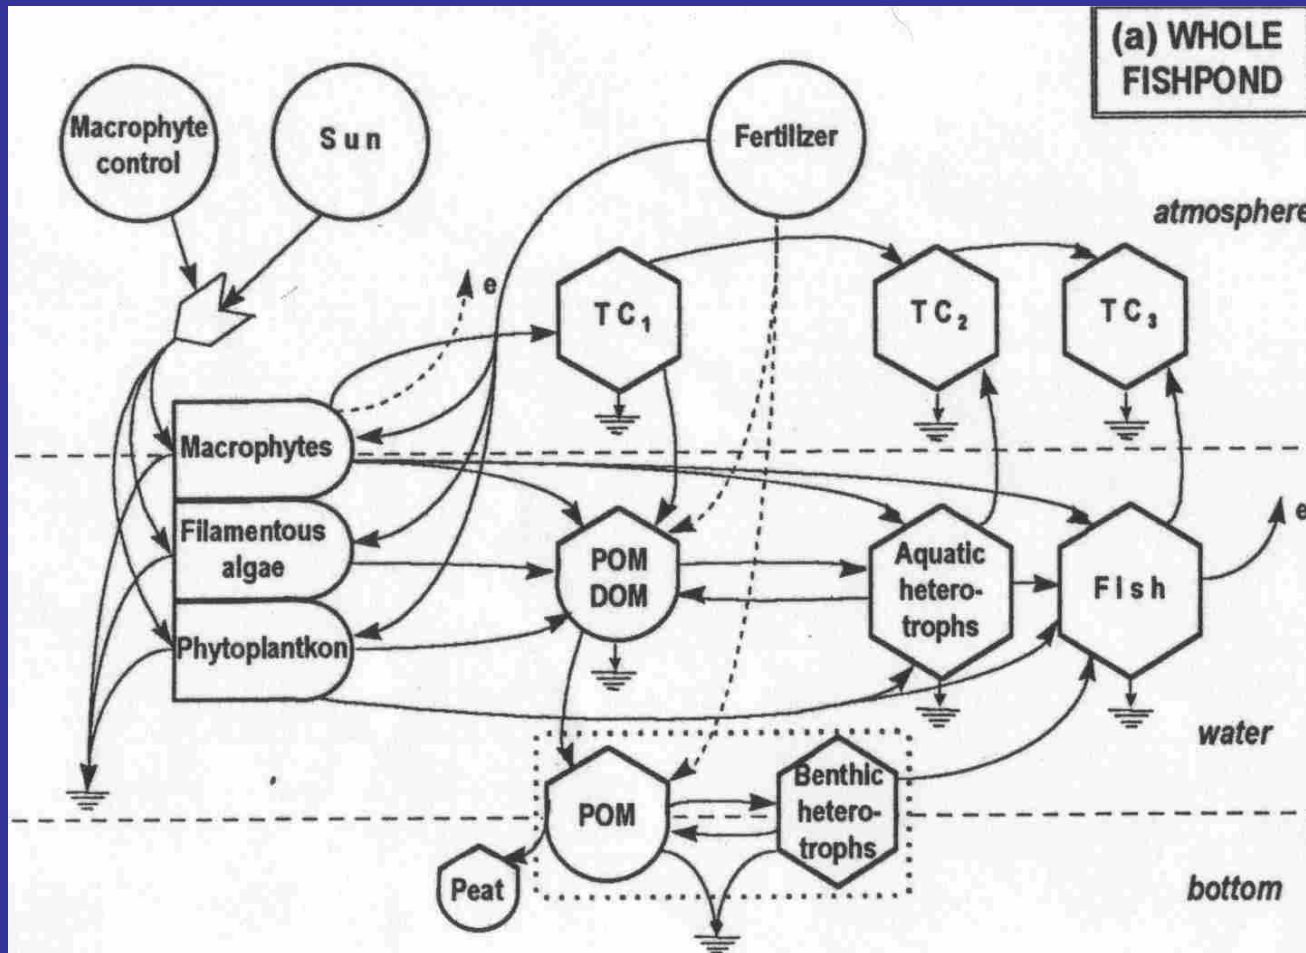 (a) WHOLE
FISHPOND
Macrophyte
control
Sun
Fertilizer
atmosphere
e
TC₁
TC₂
TC₃
Macrophytes
Filamentous
algae
Phytoplantkon
POM
DOM
Aquatic
hetero-
trophs
Fish
e
water
POM
Benthic
hetero-
trophs
Peat
bottom